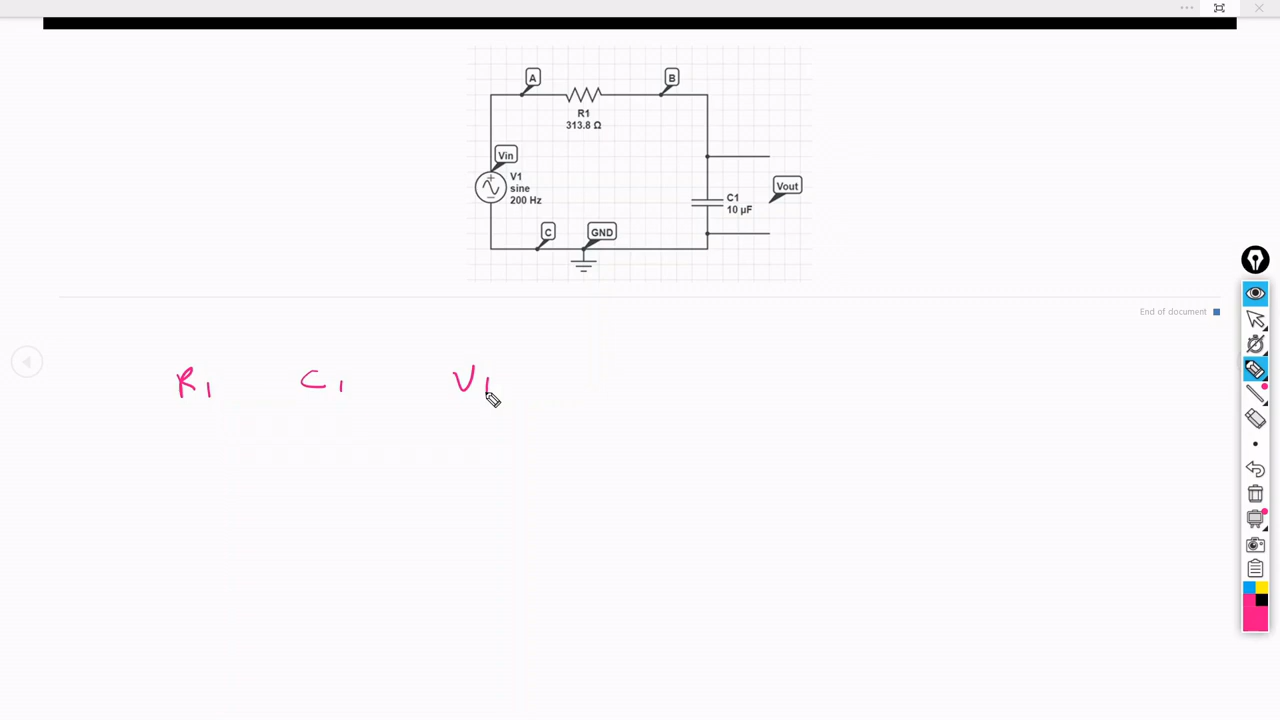 A
B
R1
313.8 Ω
Vin
V1
sine
200 Hz
Vout
C1
10 µF
C
GND
End of document
R1 C1 V1